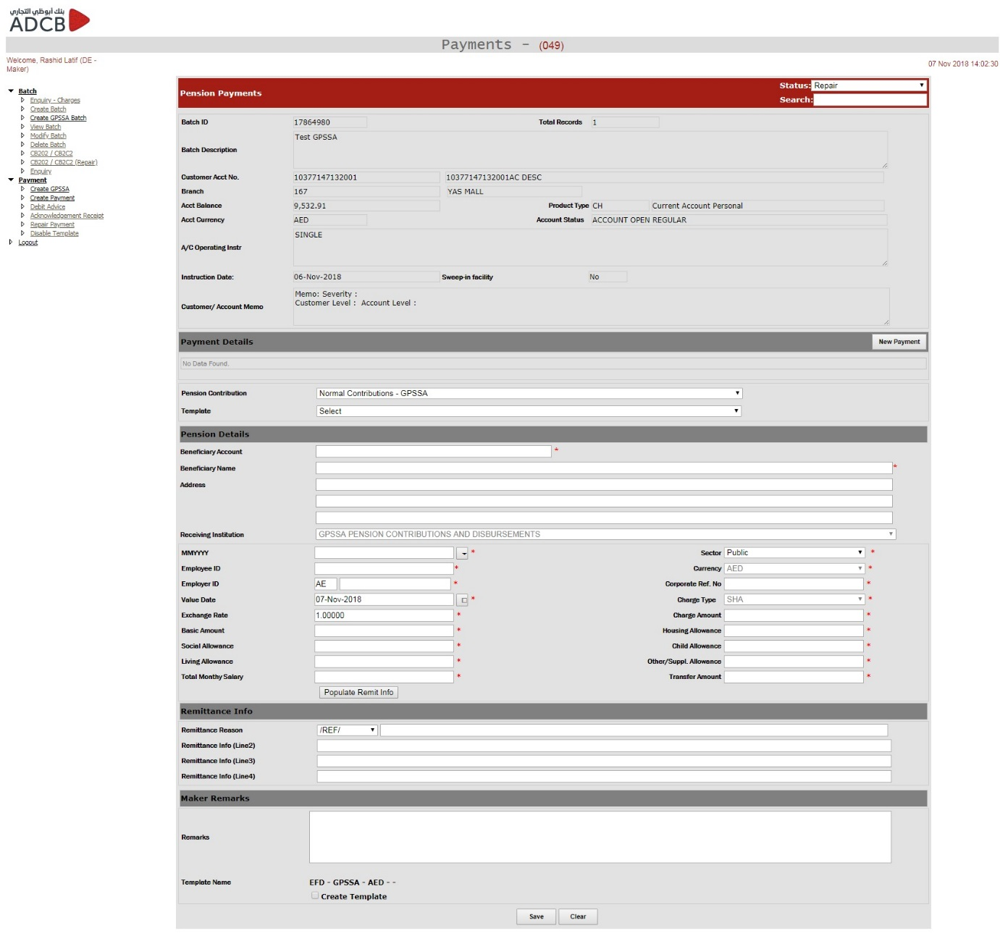 بنك أبوظبي التجاري
ADCB
Payments - (049)
Welcome, Rashid Latif (DE -
Maker)
07 Nov 2018 14:02:30
Batch
Enquiry - Charges
Create Batch
Create GPSSA Batch
View Batch
Modify Batch
Delete Batch
CB202 / CB2C2
CB202 / CB2C2 (Repair)
Enquiry
Payment
Create GPSSA
Create Payment
Debit Advice
Acknowledgement Receipt
Repair Payment
Disable Template
Logout
Pension Payments
Status: Repair
Search:
Batch ID 17864980 Total Records 1
Batch Description Test GPSSA
Customer Acct No. 10377147132001 10377147132001AC DESC
Branch 167 YAS MALL
Acct Balance 9,532.91 Product Type CH Current Account Personal
Acct Currency AED Account Status ACCOUNT OPEN REGULAR
A/C Operating Instr SINGLE
Instruction Date: 06-Nov-2018 Sweep-in facility No
Customer/ Account Memo
Memo: Severity :
Customer Level : Account Level :
Payment Details New Payment
No Data Found.
Pension Contribution Normal Contributions - GPSSA
Template Select
Pension Details
Beneficiary Account *
Beneficiary Name *
Address
Receiving Institution GPSSA PENSION CONTRIBUTIONS AND DISBURSEMENTS
MMYYYY * Sector Public *
Employee ID * Currency AED *
Employer ID AE * Corporate Ref. No *
Value Date 07-Nov-2018 * Charge Type SHA *
Exchange Rate 1.00000 * Charge Amount *
Basic Amount * Housing Allowance *
Social Allowance * Child Allowance *
Living Allowance * Other/Suppl. Allowance *
Total Monthy Salary * Transfer Amount *
Populate Remit Info
Remittance Info
Remittance Reason /REF/
Remittance Info (Line2)
Remittance Info (Line3)
Remittance Info (Line4)
Maker Remarks
Remarks
Template Name EFD - GPSSA - AED - -
Create Template
Save Clear